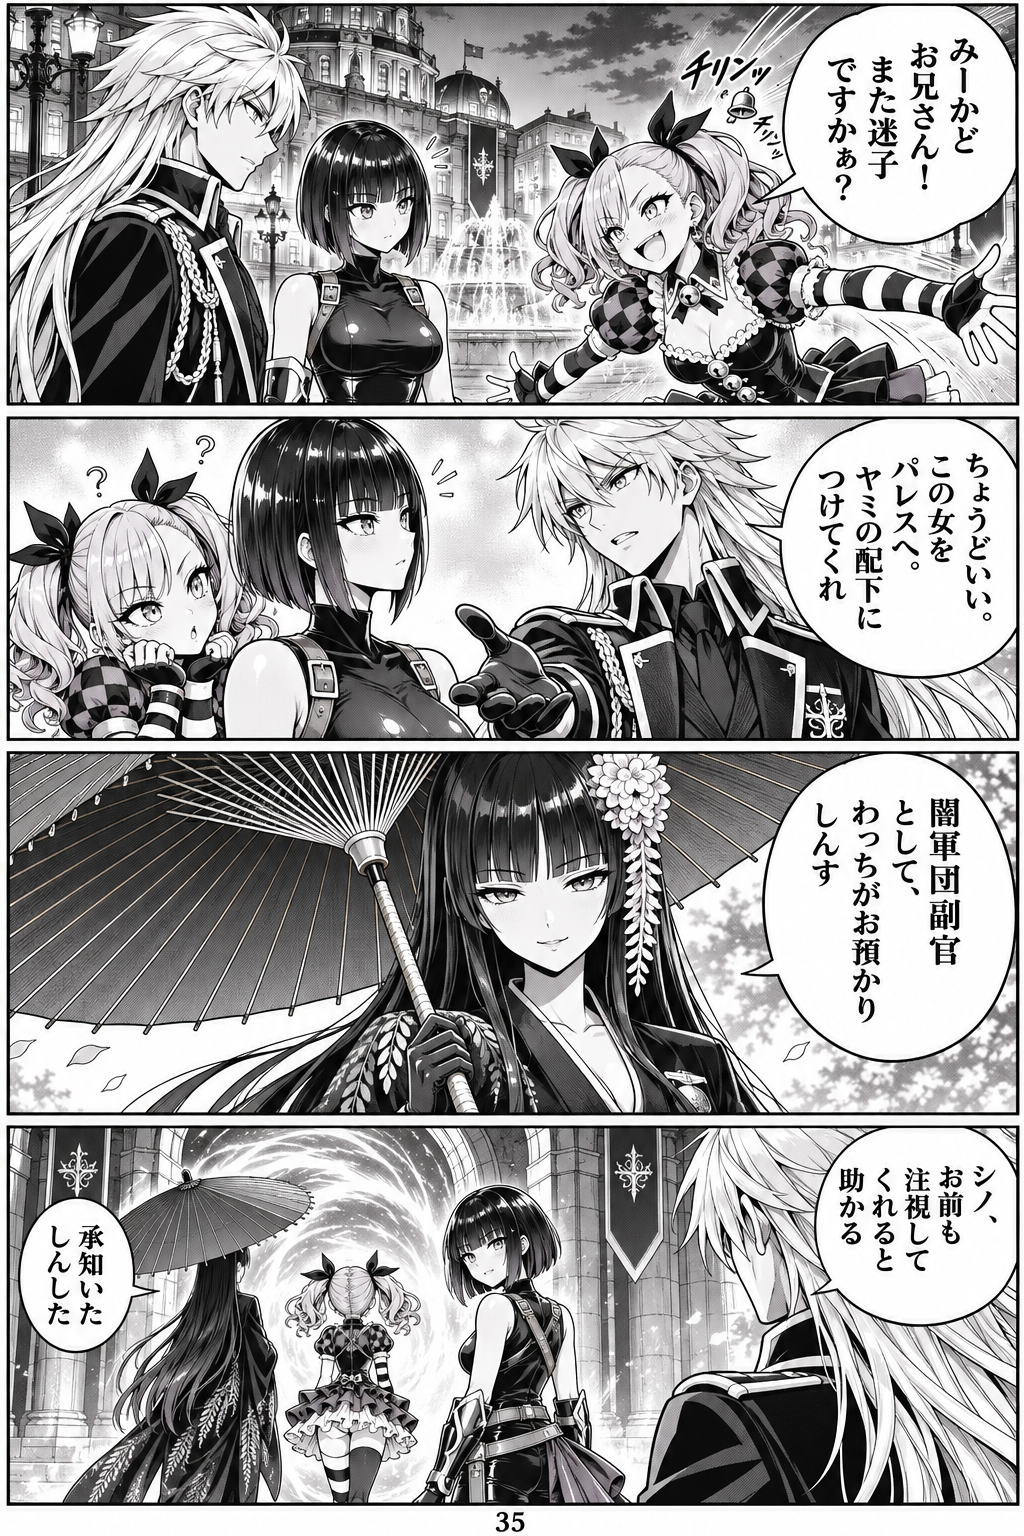 みーかど
お兄さん！
また迷子
ですかぁ？
チリンッ
チリンッ
ちょうどいい。
この女を
パレスへ。
ヤミの配下に
つけてくれ
闇軍団副官
として、
わっちがお預かり
しんす
シノ、
お前も
注視して
くれると
助かる
承知いた
しんした
35